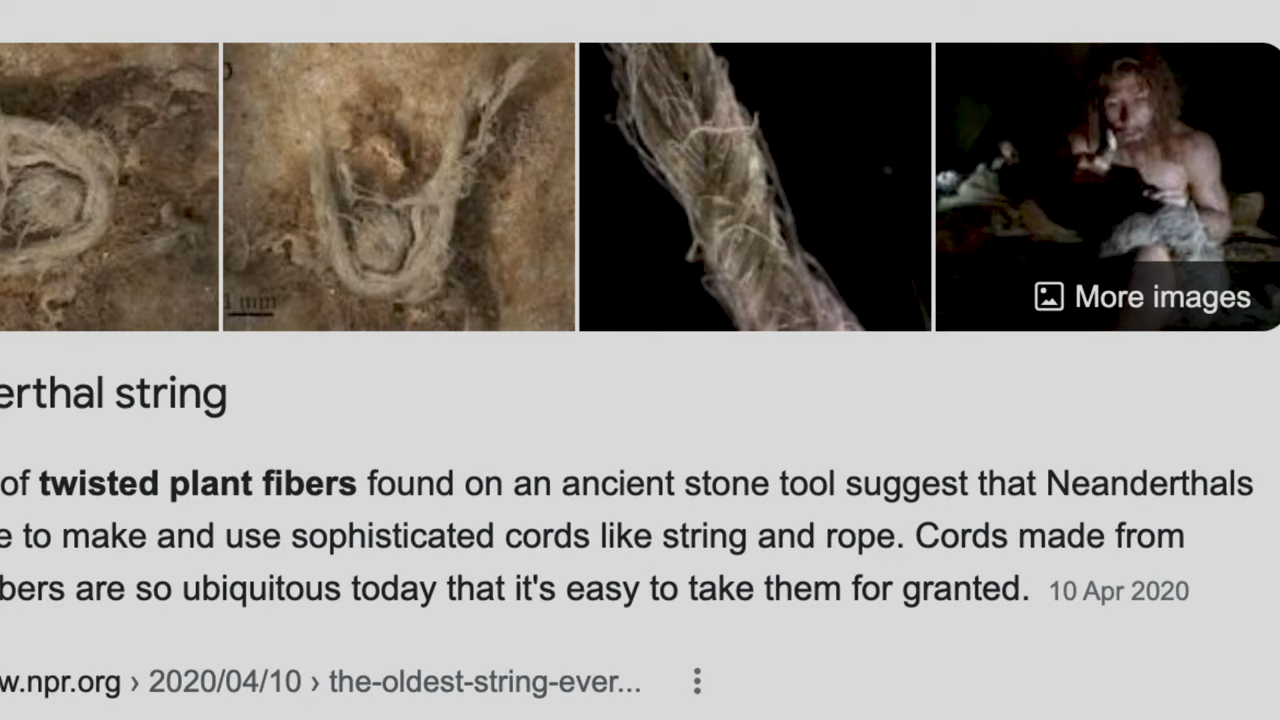 1 mm
More images
erthal string
of twisted plant fibers found on an ancient stone tool suggest that Neanderthals
e to make and use sophisticated cords like string and rope. Cords made from
bers are so ubiquitous today that it's easy to take them for granted. 10 Apr 2020
w.npr.org › 2020/04/10 › the-oldest-string-ever...